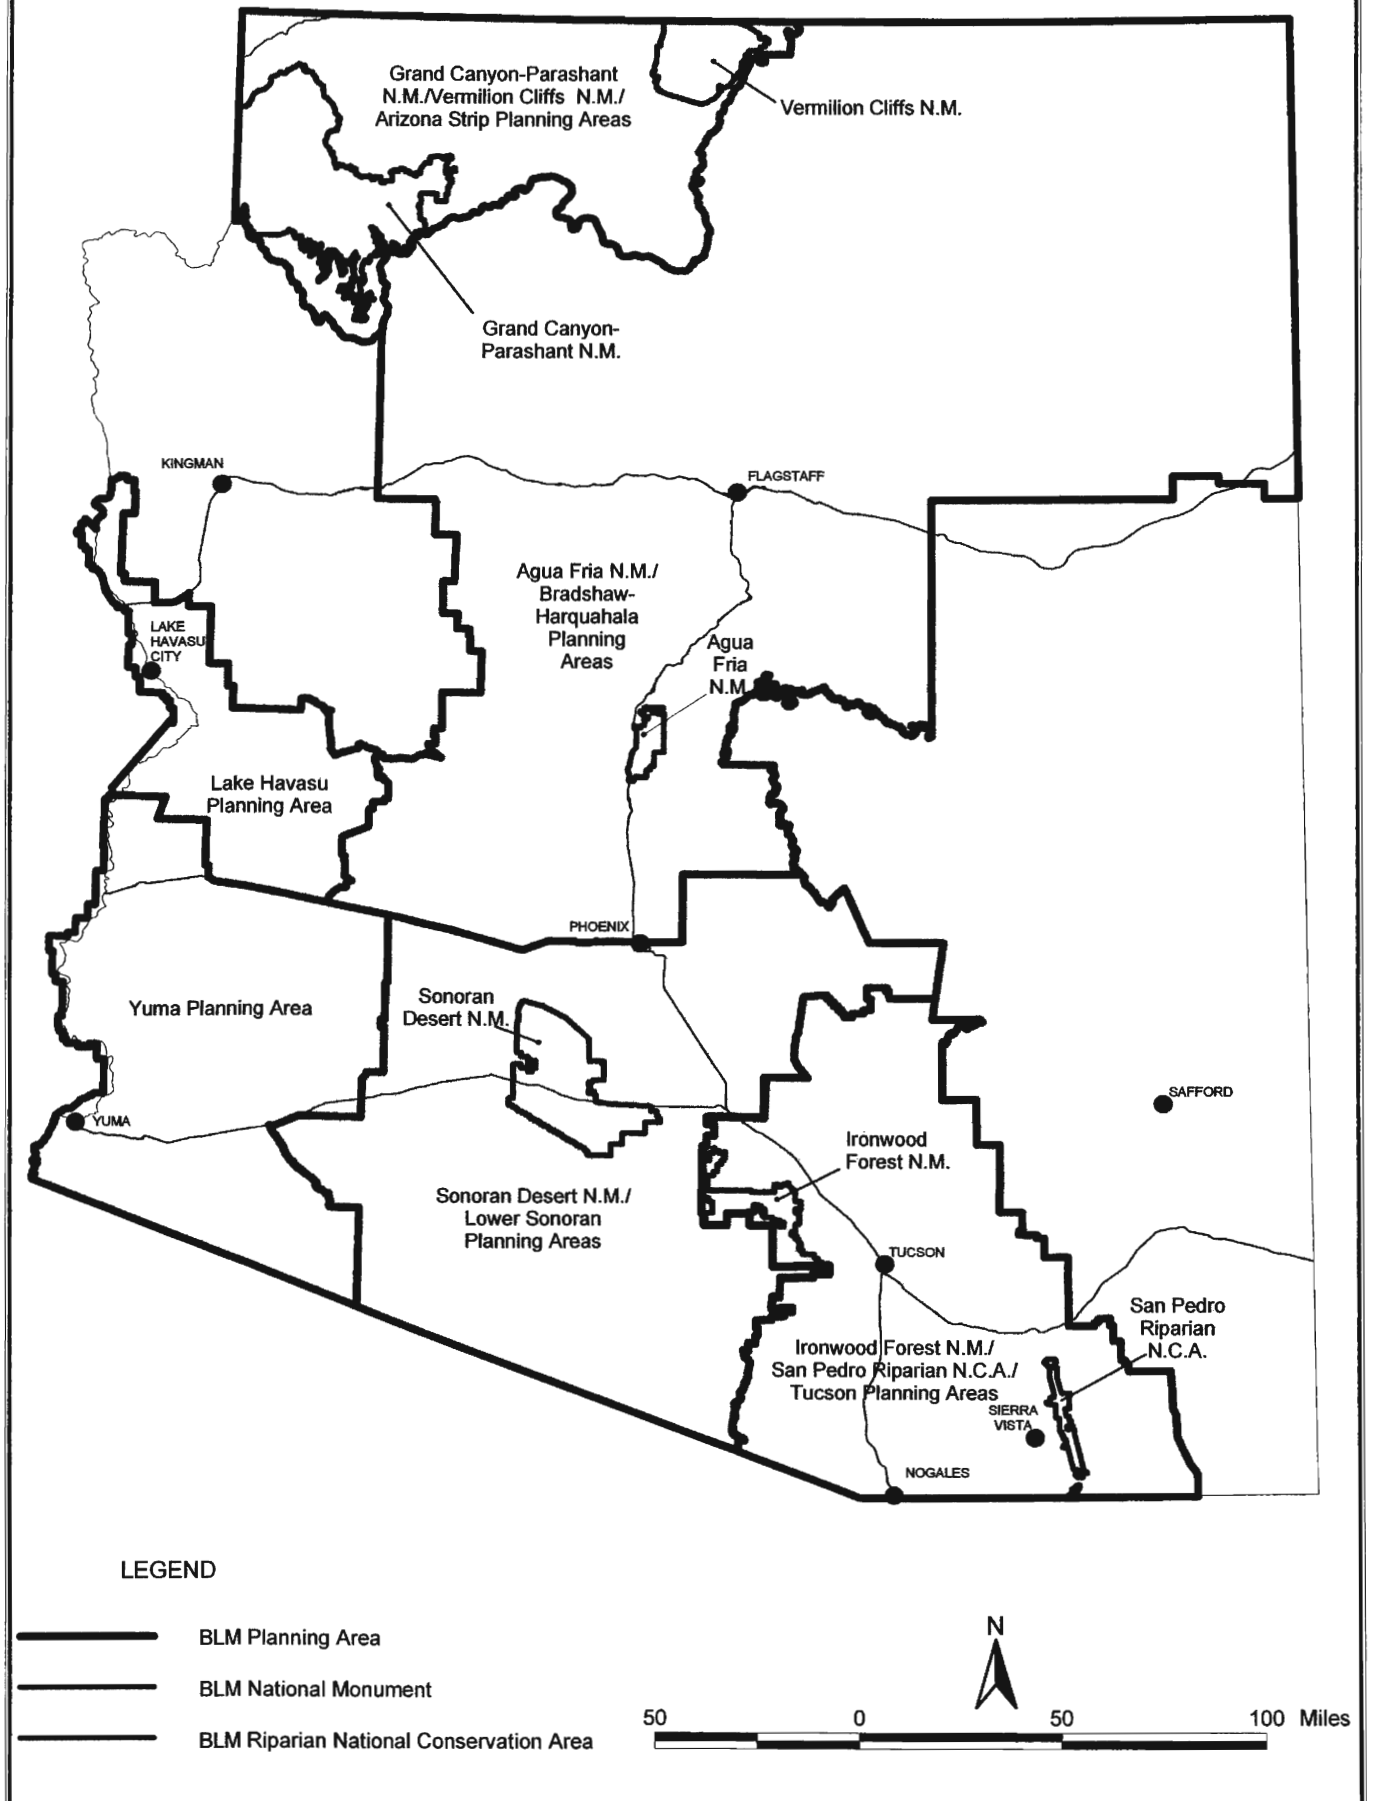 Grand Canyon-Parashant
N.M./Vermilion Cliffs N.M./
Arizona Strip Planning Areas
Vermilion Cliffs N.M.
Grand Canyon-
Parashant N.M.
KINGMAN
FLAGSTAFF
Agua Fria N.M./
Bradshaw-
Harquahala
Planning
Areas
Agua
Fria
N.M.
LAKE
HAVASU
CITY
Lake Havasu
Planning Area
PHOENIX
Yuma Planning Area
Sonoran
Desert N.M.
SAFFORD
YUMA
Ironwood
Forest N.M.
Sonoran Desert N.M./
Lower Sonoran
Planning Areas
TUCSON
San Pedro
Riparian
N.C.A.
Ironwood Forest N.M./
San Pedro Riparian N.C.A./
Tucson Planning Areas
SIERRA
VISTA
NOGALES
LEGEND
BLM Planning Area
BLM National Monument
BLM Riparian National Conservation Area
N
50 0 50 100 Miles